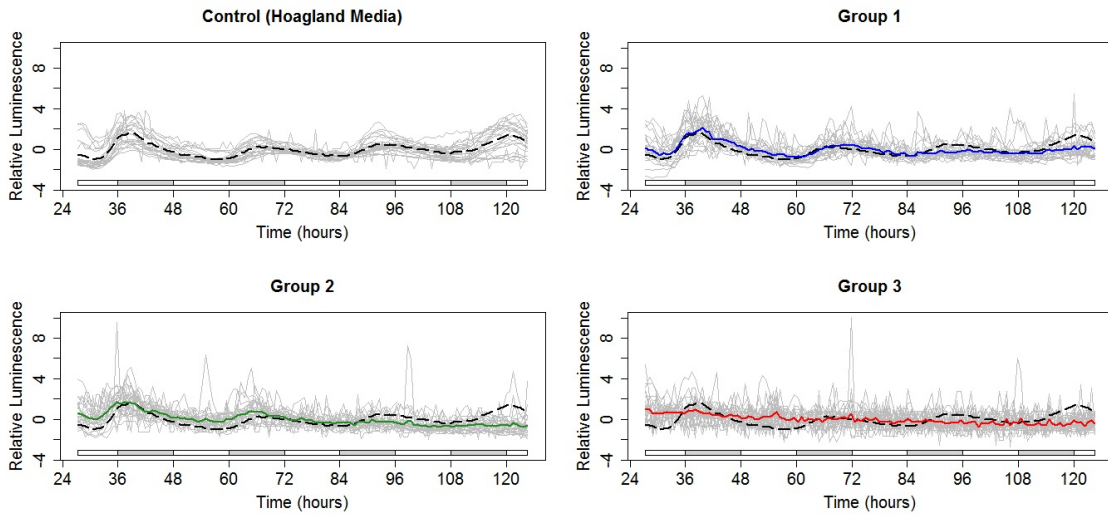 Control (Hoagland Media)
Relative Luminescence
8
4
0
-4
24 36 48 60 72 84 96 108 120
Time (hours)
Group 1
Relative Luminescence
8
4
0
-4
24 36 48 60 72 84 96 108 120
Time (hours)
Group 2
Relative Luminescence
8
4
0
-4
24 36 48 60 72 84 96 108 120
Time (hours)
Group 3
Relative Luminescence
8
4
0
-4
24 36 48 60 72 84 96 108 120
Time (hours)